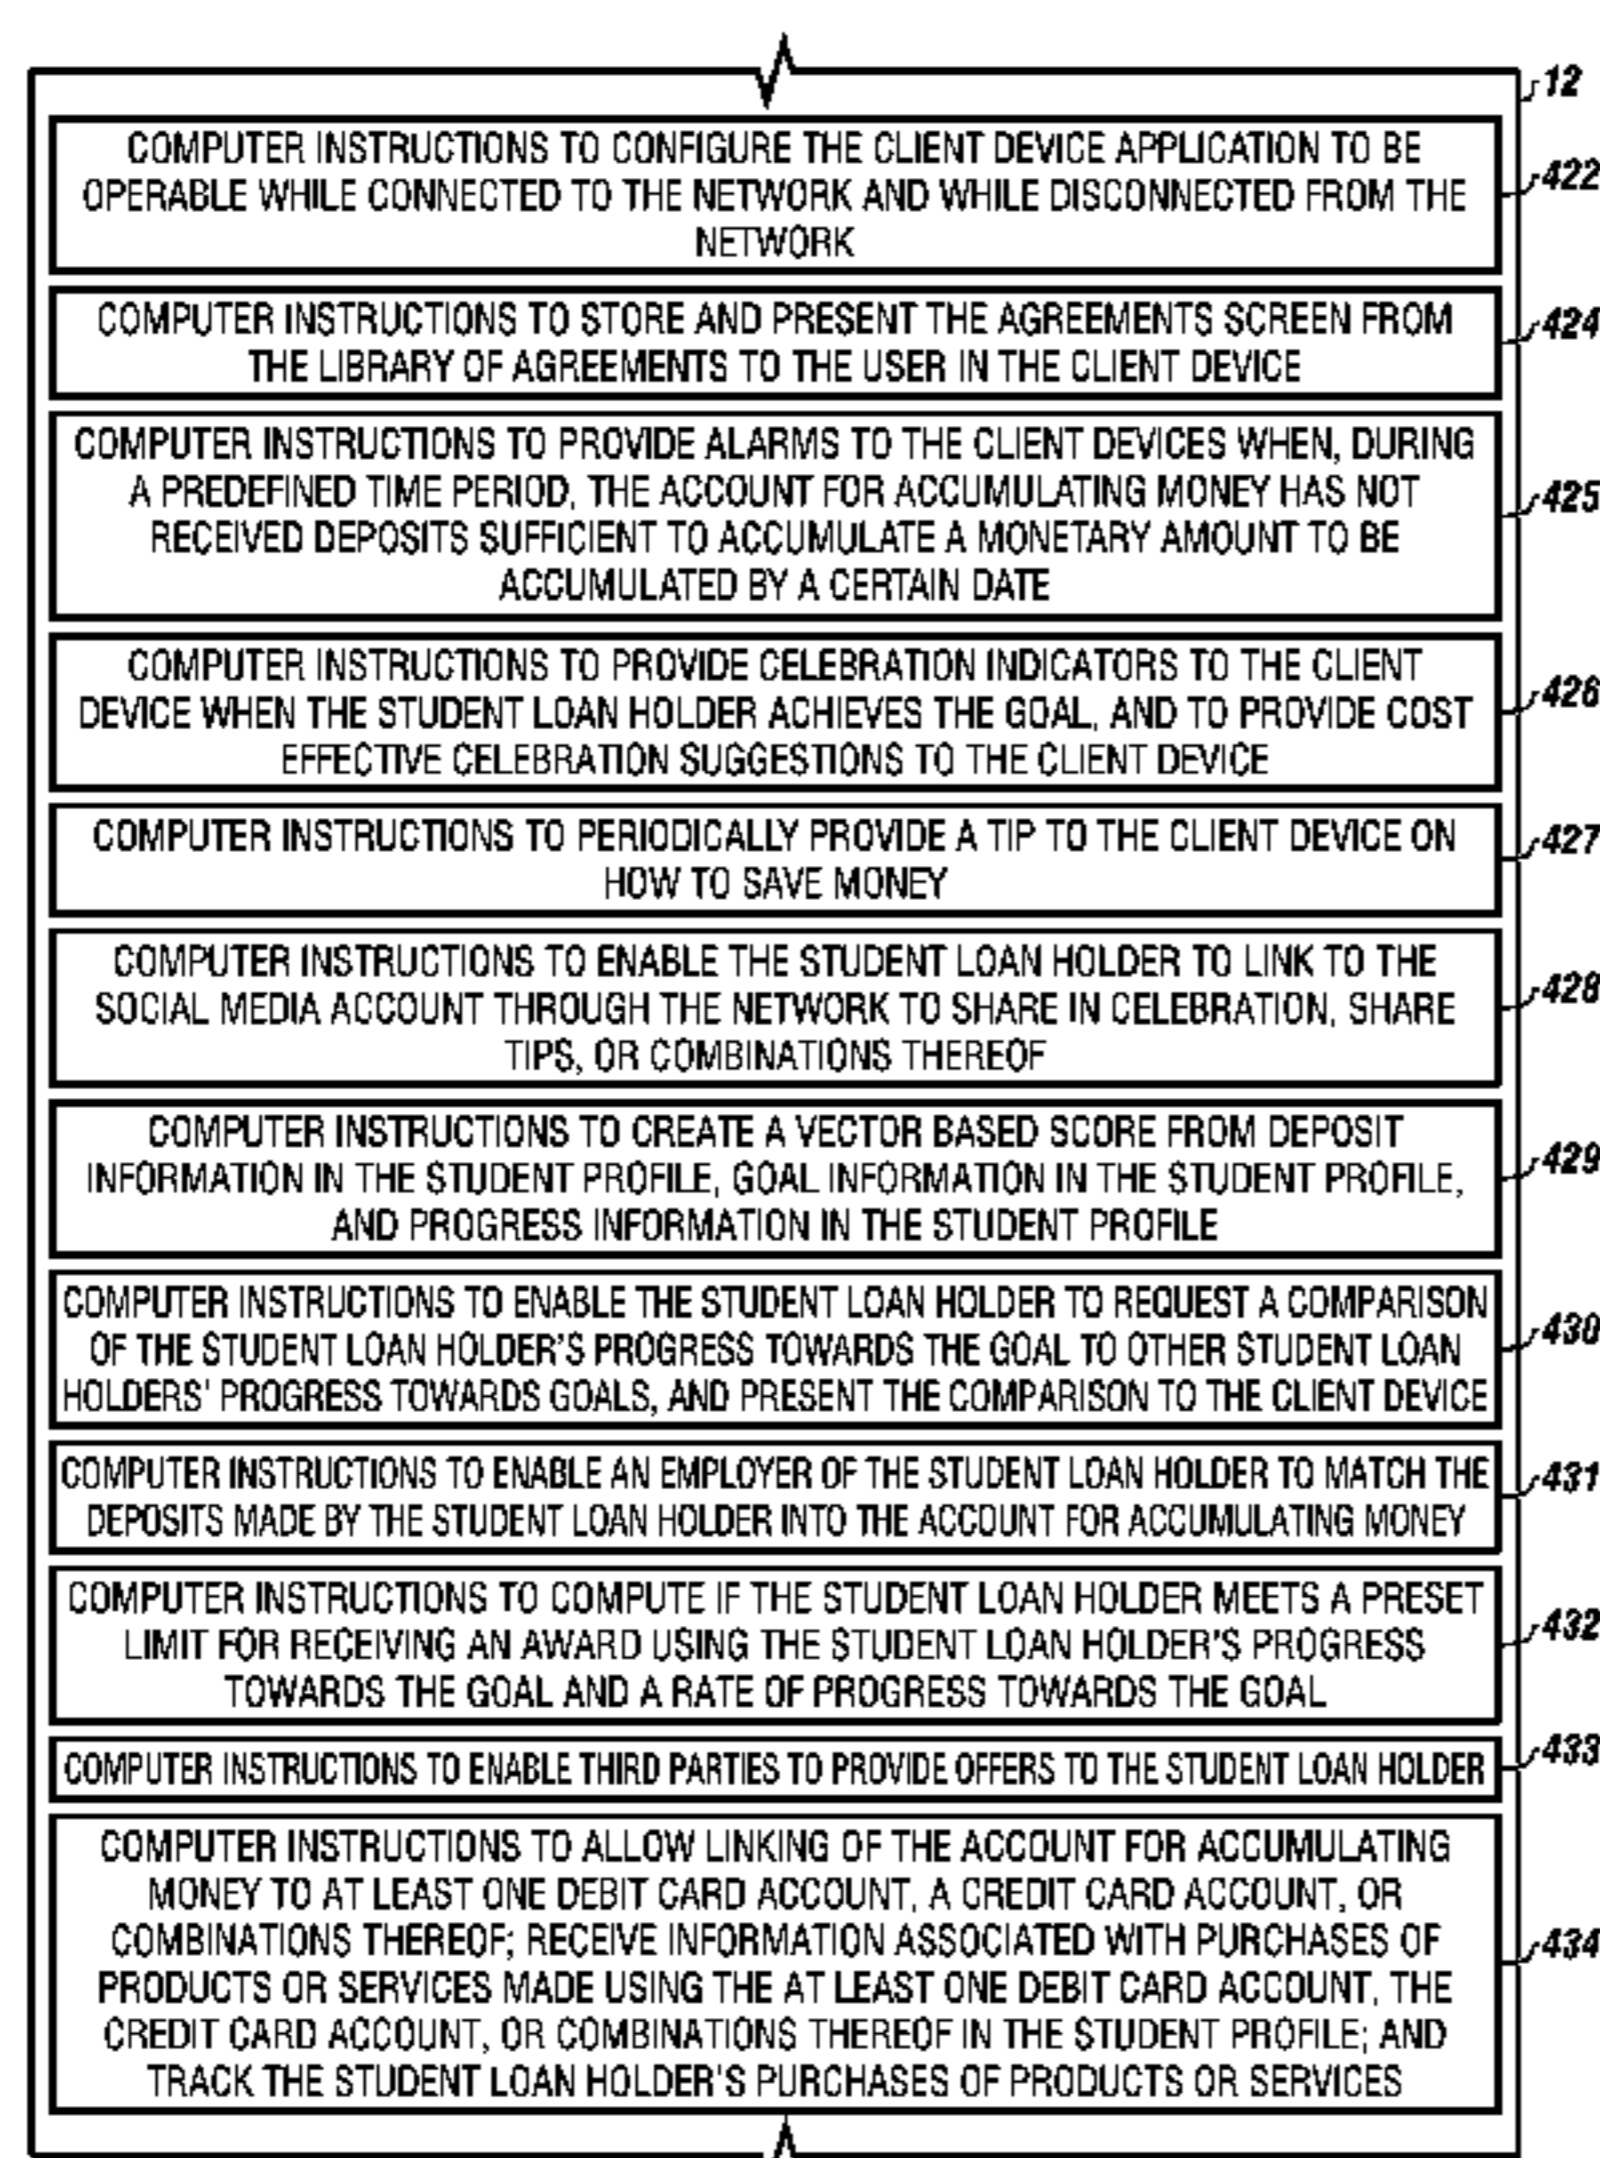 12
COMPUTER INSTRUCTIONS TO CONFIGURE THE CLIENT DEVICE APPLICATION TO BE
OPERABLE WHILE CONNECTED TO THE NETWORK AND WHILE DISCONNECTED FROM THE
NETWORK
422
COMPUTER INSTRUCTIONS TO STORE AND PRESENT THE AGREEMENTS SCREEN FROM
THE LIBRARY OF AGREEMENTS TO THE USER IN THE CLIENT DEVICE
424
COMPUTER INSTRUCTIONS TO PROVIDE ALARMS TO THE CLIENT DEVICES WHEN, DURING
A PREDEFINED TIME PERIOD, THE ACCOUNT FOR ACCUMULATING MONEY HAS NOT
RECEIVED DEPOSITS SUFFICIENT TO ACCUMULATE A MONETARY AMOUNT TO BE
ACCUMULATED BY A CERTAIN DATE
425
COMPUTER INSTRUCTIONS TO PROVIDE CELEBRATION INDICATORS TO THE CLIENT
DEVICE WHEN THE STUDENT LOAN HOLDER ACHIEVES THE GOAL, AND TO PROVIDE COST
EFFECTIVE CELEBRATION SUGGESTIONS TO THE CLIENT DEVICE
426
COMPUTER INSTRUCTIONS TO PERIODICALLY PROVIDE A TIP TO THE CLIENT DEVICE ON
HOW TO SAVE MONEY
427
COMPUTER INSTRUCTIONS TO ENABLE THE STUDENT LOAN HOLDER TO LINK TO THE
SOCIAL MEDIA ACCOUNT THROUGH THE NETWORK TO SHARE IN CELEBRATION, SHARE
TIPS, OR COMBINATIONS THEREOF
428
COMPUTER INSTRUCTIONS TO CREATE A VECTOR BASED SCORE FROM DEPOSIT
INFORMATION IN THE STUDENT PROFILE, GOAL INFORMATION IN THE STUDENT PROFILE,
AND PROGRESS INFORMATION IN THE STUDENT PROFILE
429
COMPUTER INSTRUCTIONS TO ENABLE THE STUDENT LOAN HOLDER TO REQUEST A COMPARISON
OF THE STUDENT LOAN HOLDER'S PROGRESS TOWARDS THE GOAL TO OTHER STUDENT LOAN
HOLDERS' PROGRESS TOWARDS GOALS, AND PRESENT THE COMPARISON TO THE CLIENT DEVICE
430
COMPUTER INSTRUCTIONS TO ENABLE AN EMPLOYER OF THE STUDENT LOAN HOLDER TO MATCH THE
DEPOSITS MADE BY THE STUDENT LOAN HOLDER INTO THE ACCOUNT FOR ACCUMULATING MONEY
431
COMPUTER INSTRUCTIONS TO COMPUTE IF THE STUDENT LOAN HOLDER MEETS A PRESET
LIMIT FOR RECEIVING AN AWARD USING THE STUDENT LOAN HOLDER'S PROGRESS
TOWARDS THE GOAL AND A RATE OF PROGRESS TOWARDS THE GOAL
432
COMPUTER INSTRUCTIONS TO ENABLE THIRD PARTIES TO PROVIDE OFFERS TO THE STUDENT LOAN HOLDER
433
COMPUTER INSTRUCTIONS TO ALLOW LINKING OF THE ACCOUNT FOR ACCUMULATING
MONEY TO AT LEAST ONE DEBIT CARD ACCOUNT, A CREDIT CARD ACCOUNT, OR
COMBINATIONS THEREOF; RECEIVE INFORMATION ASSOCIATED WITH PURCHASES OF
PRODUCTS OR SERVICES MADE USING THE AT LEAST ONE DEBIT CARD ACCOUNT, THE
CREDIT CARD ACCOUNT, OR COMBINATIONS THEREOF IN THE STUDENT PROFILE; AND
TRACK THE STUDENT LOAN HOLDER'S PURCHASES OF PRODUCTS OR SERVICES
434